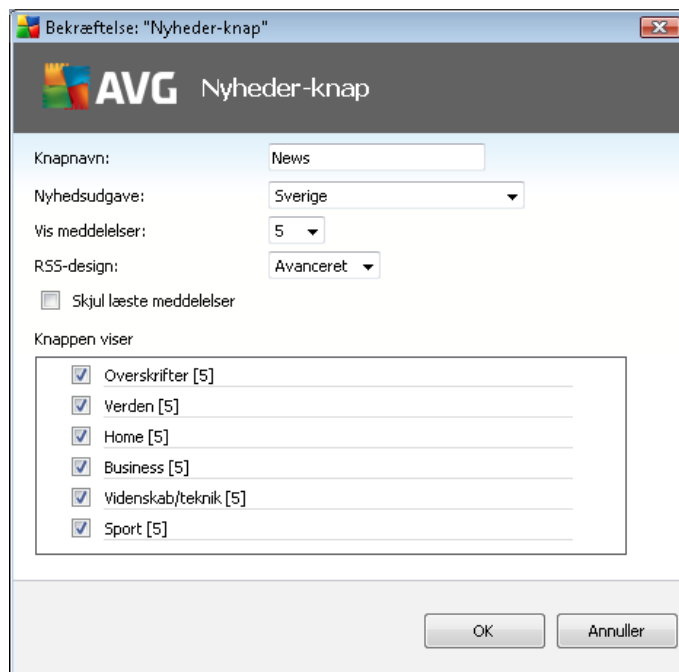 Bekræftelse: "Nyheder-knap"
AVG Nyheder-knap
Knapnavn: News
Nyhedsudgave: Sverige
Vis meddelelser: 5
RSS-design: Avanceret
Skjul læste meddelelser
Knappen viser
Overskrifter [5]
Verden [5]
Home [5]
Business [5]
Videnskab/teknik [5]
Sport [5]
OK Annuller